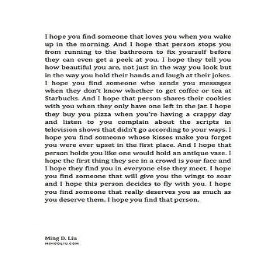 I hope you find someone that loves you when you wake
up in the morning. And I hope that person stops you
from running to the bathroom to fix yourself before
they can even get a peek at you. I hope they tell you
how beautiful you are, not just in the way you look but
in the way you hold their hands and laugh at their jokes.
I hope you find someone who sends you messages
when they don't know whether to get coffee or tea at
Starbucks. And I hope that person shares their cookies
with you when they only have one left in the jar. I hope
they buy you pizza when you're having a crappy day
and listen to you complain about the scripts in
television shows that didn't go according to your ways. I
hope you find someone whose kisses make you forget
you were ever upset in the first place. And I hope that
person holds you like one would hold an antique vase. I
hope the first thing they see in a crowd is your face and
I hope they find you in everyone else they meet. I hope
you find someone that will give you the wings to soar
and I hope this person decides to fly with you. I hope
you find someone that really deserves you as much as
you deserve them. I hope you find that person.
Ming D. Liu
MINGDLIU.COM